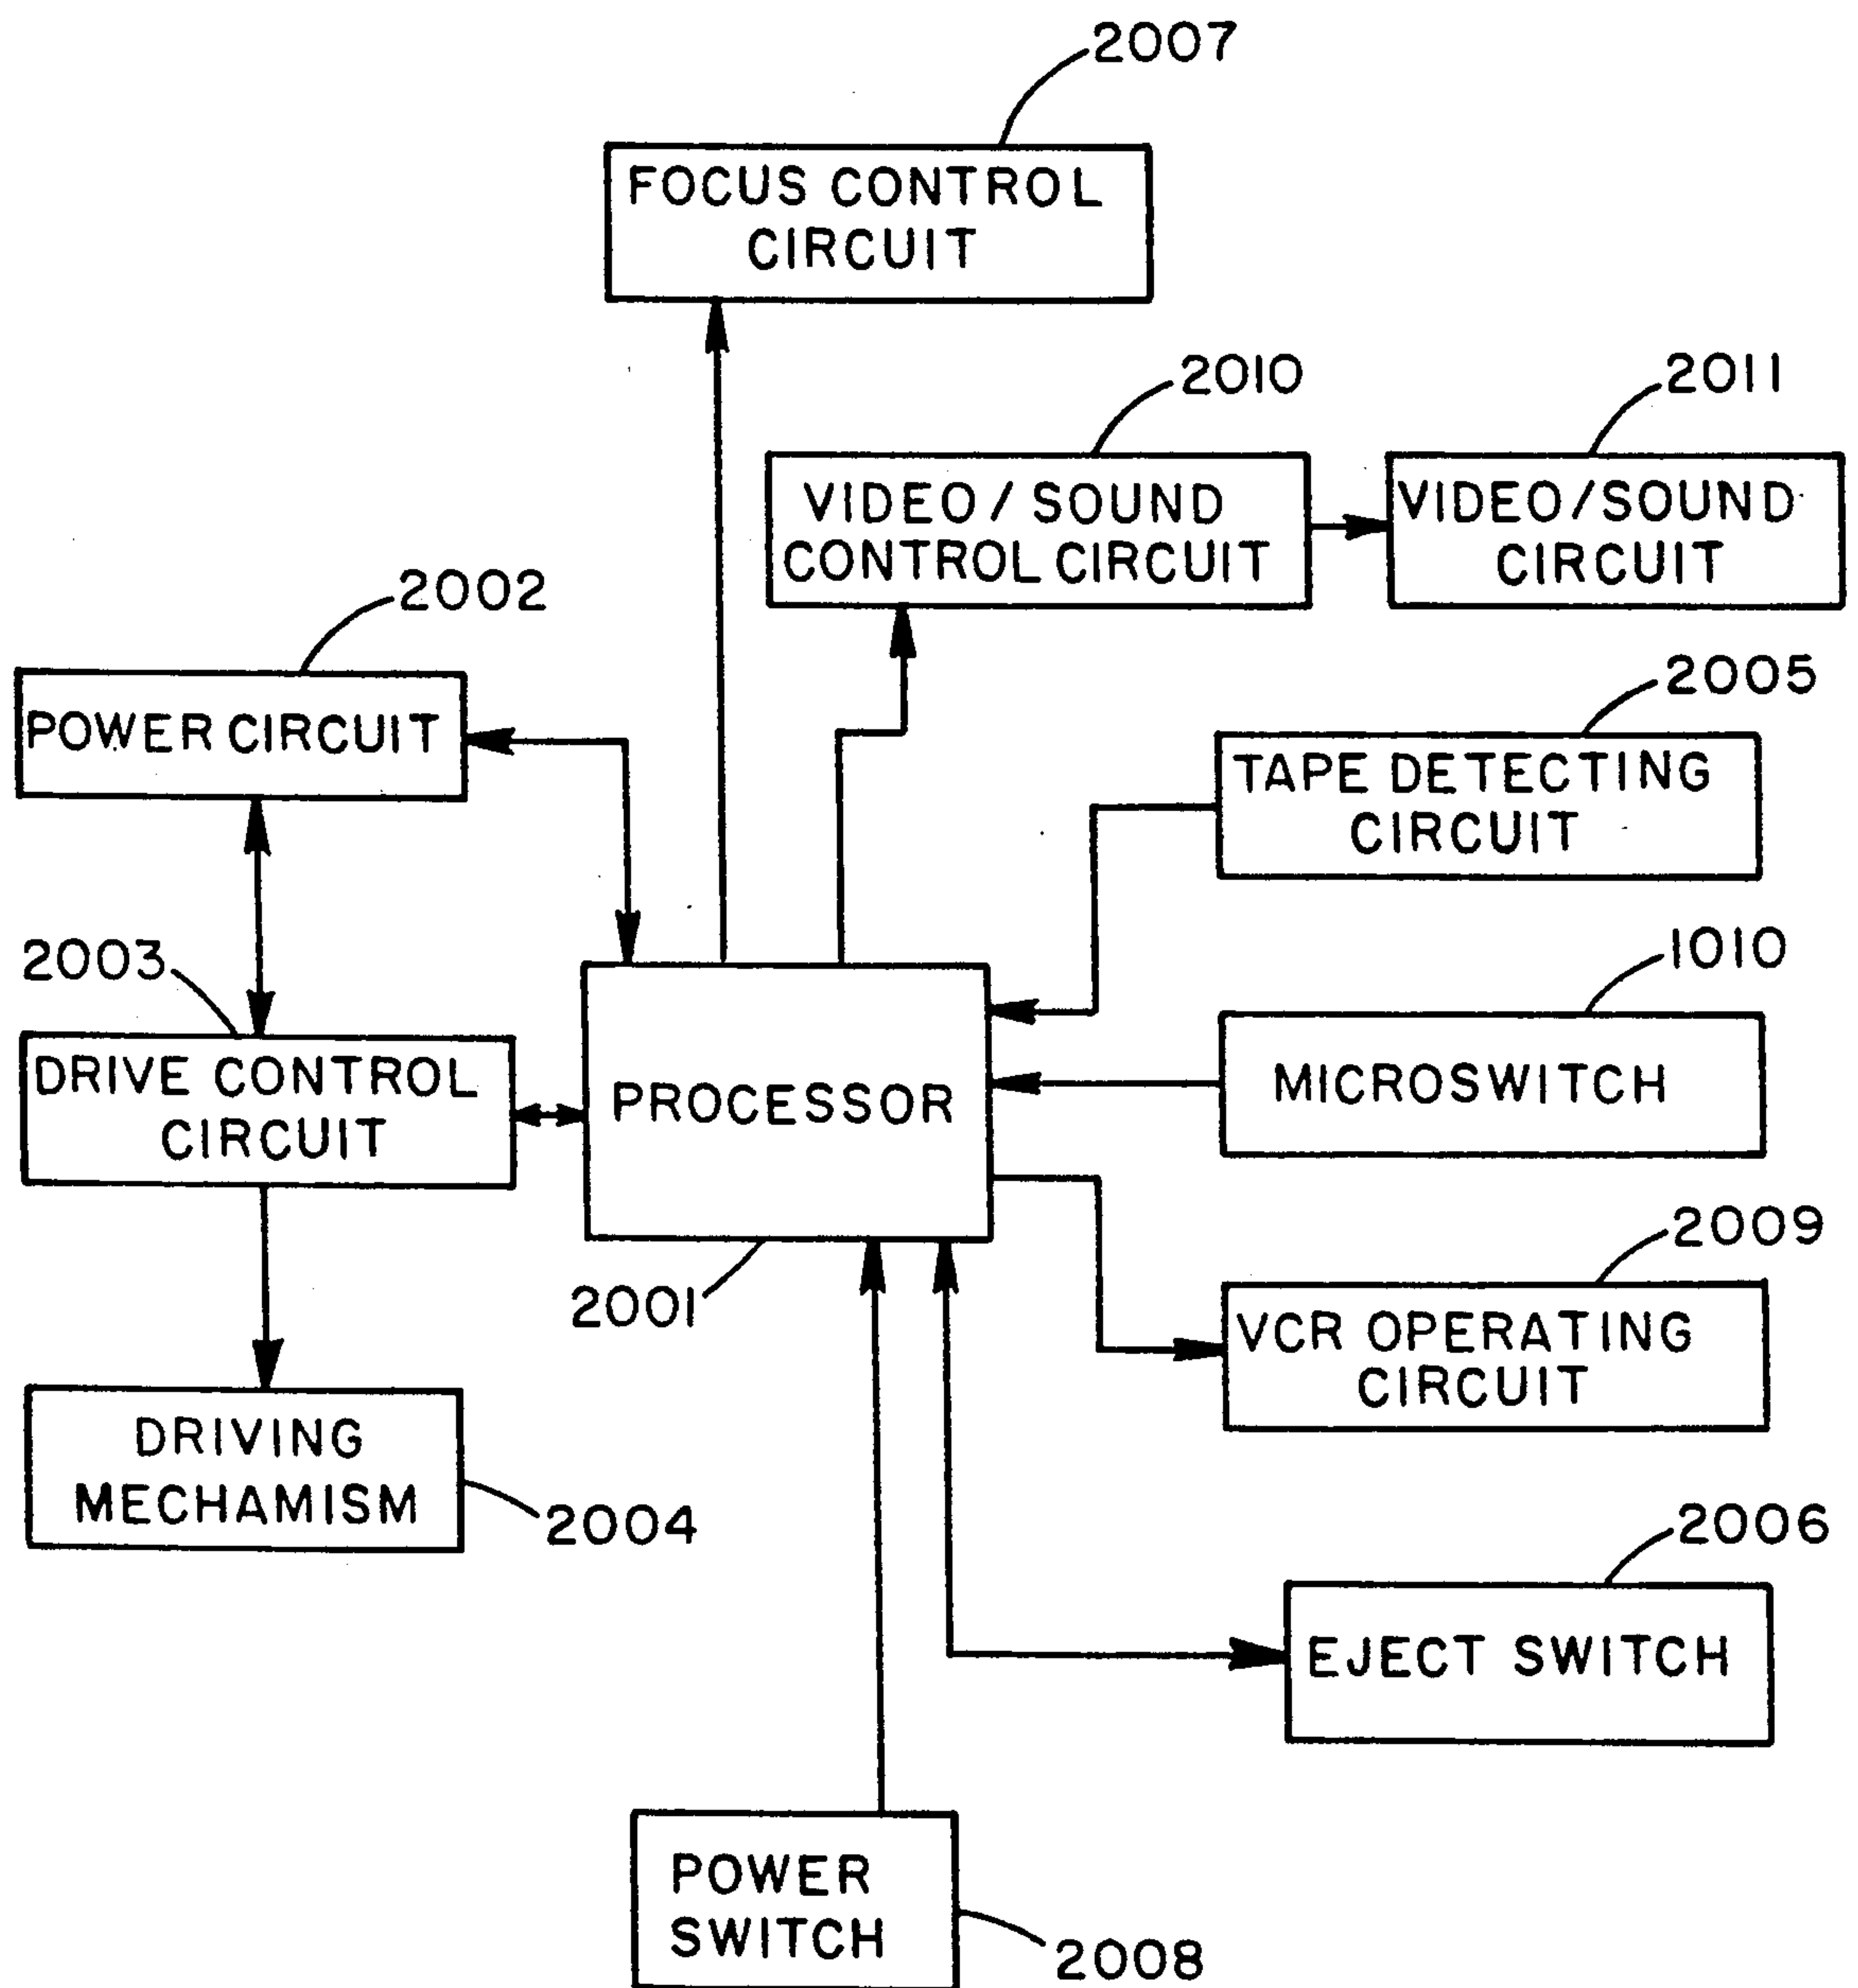 2007
FOCUS CONTROL
CIRCUIT
2010
2011
VIDEO/SOUND
CONTROL CIRCUIT
VIDEO/SOUND
CIRCUIT
2002
POWER CIRCUIT
2005
TAPE DETECTING
CIRCUIT
2003
DRIVE CONTROL
CIRCUIT
PROCESSOR
2001
1010
MICROSWITCH
2009
VCR OPERATING
CIRCUIT
DRIVING
MECHAMISM
2004
2006
EJECT SWITCH
POWER
SWITCH
2008